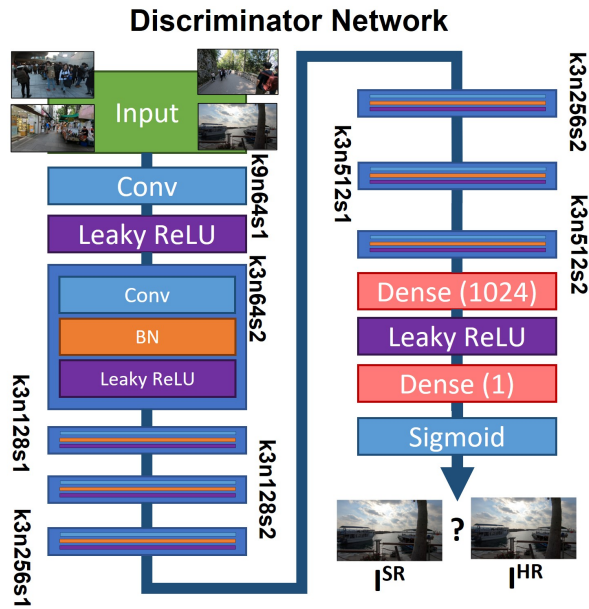 Discriminator Network
Input
k9n64s1
Conv
Leaky ReLU
k3n64s2
Conv
BN
Leaky ReLU
k3n128s1
k3n128s2
k3n256s1
k3n256s2
k3n512s1
k3n512s2
Dense (1024)
Leaky ReLU
Dense (1)
Sigmoid
?
I^SR
I^HR